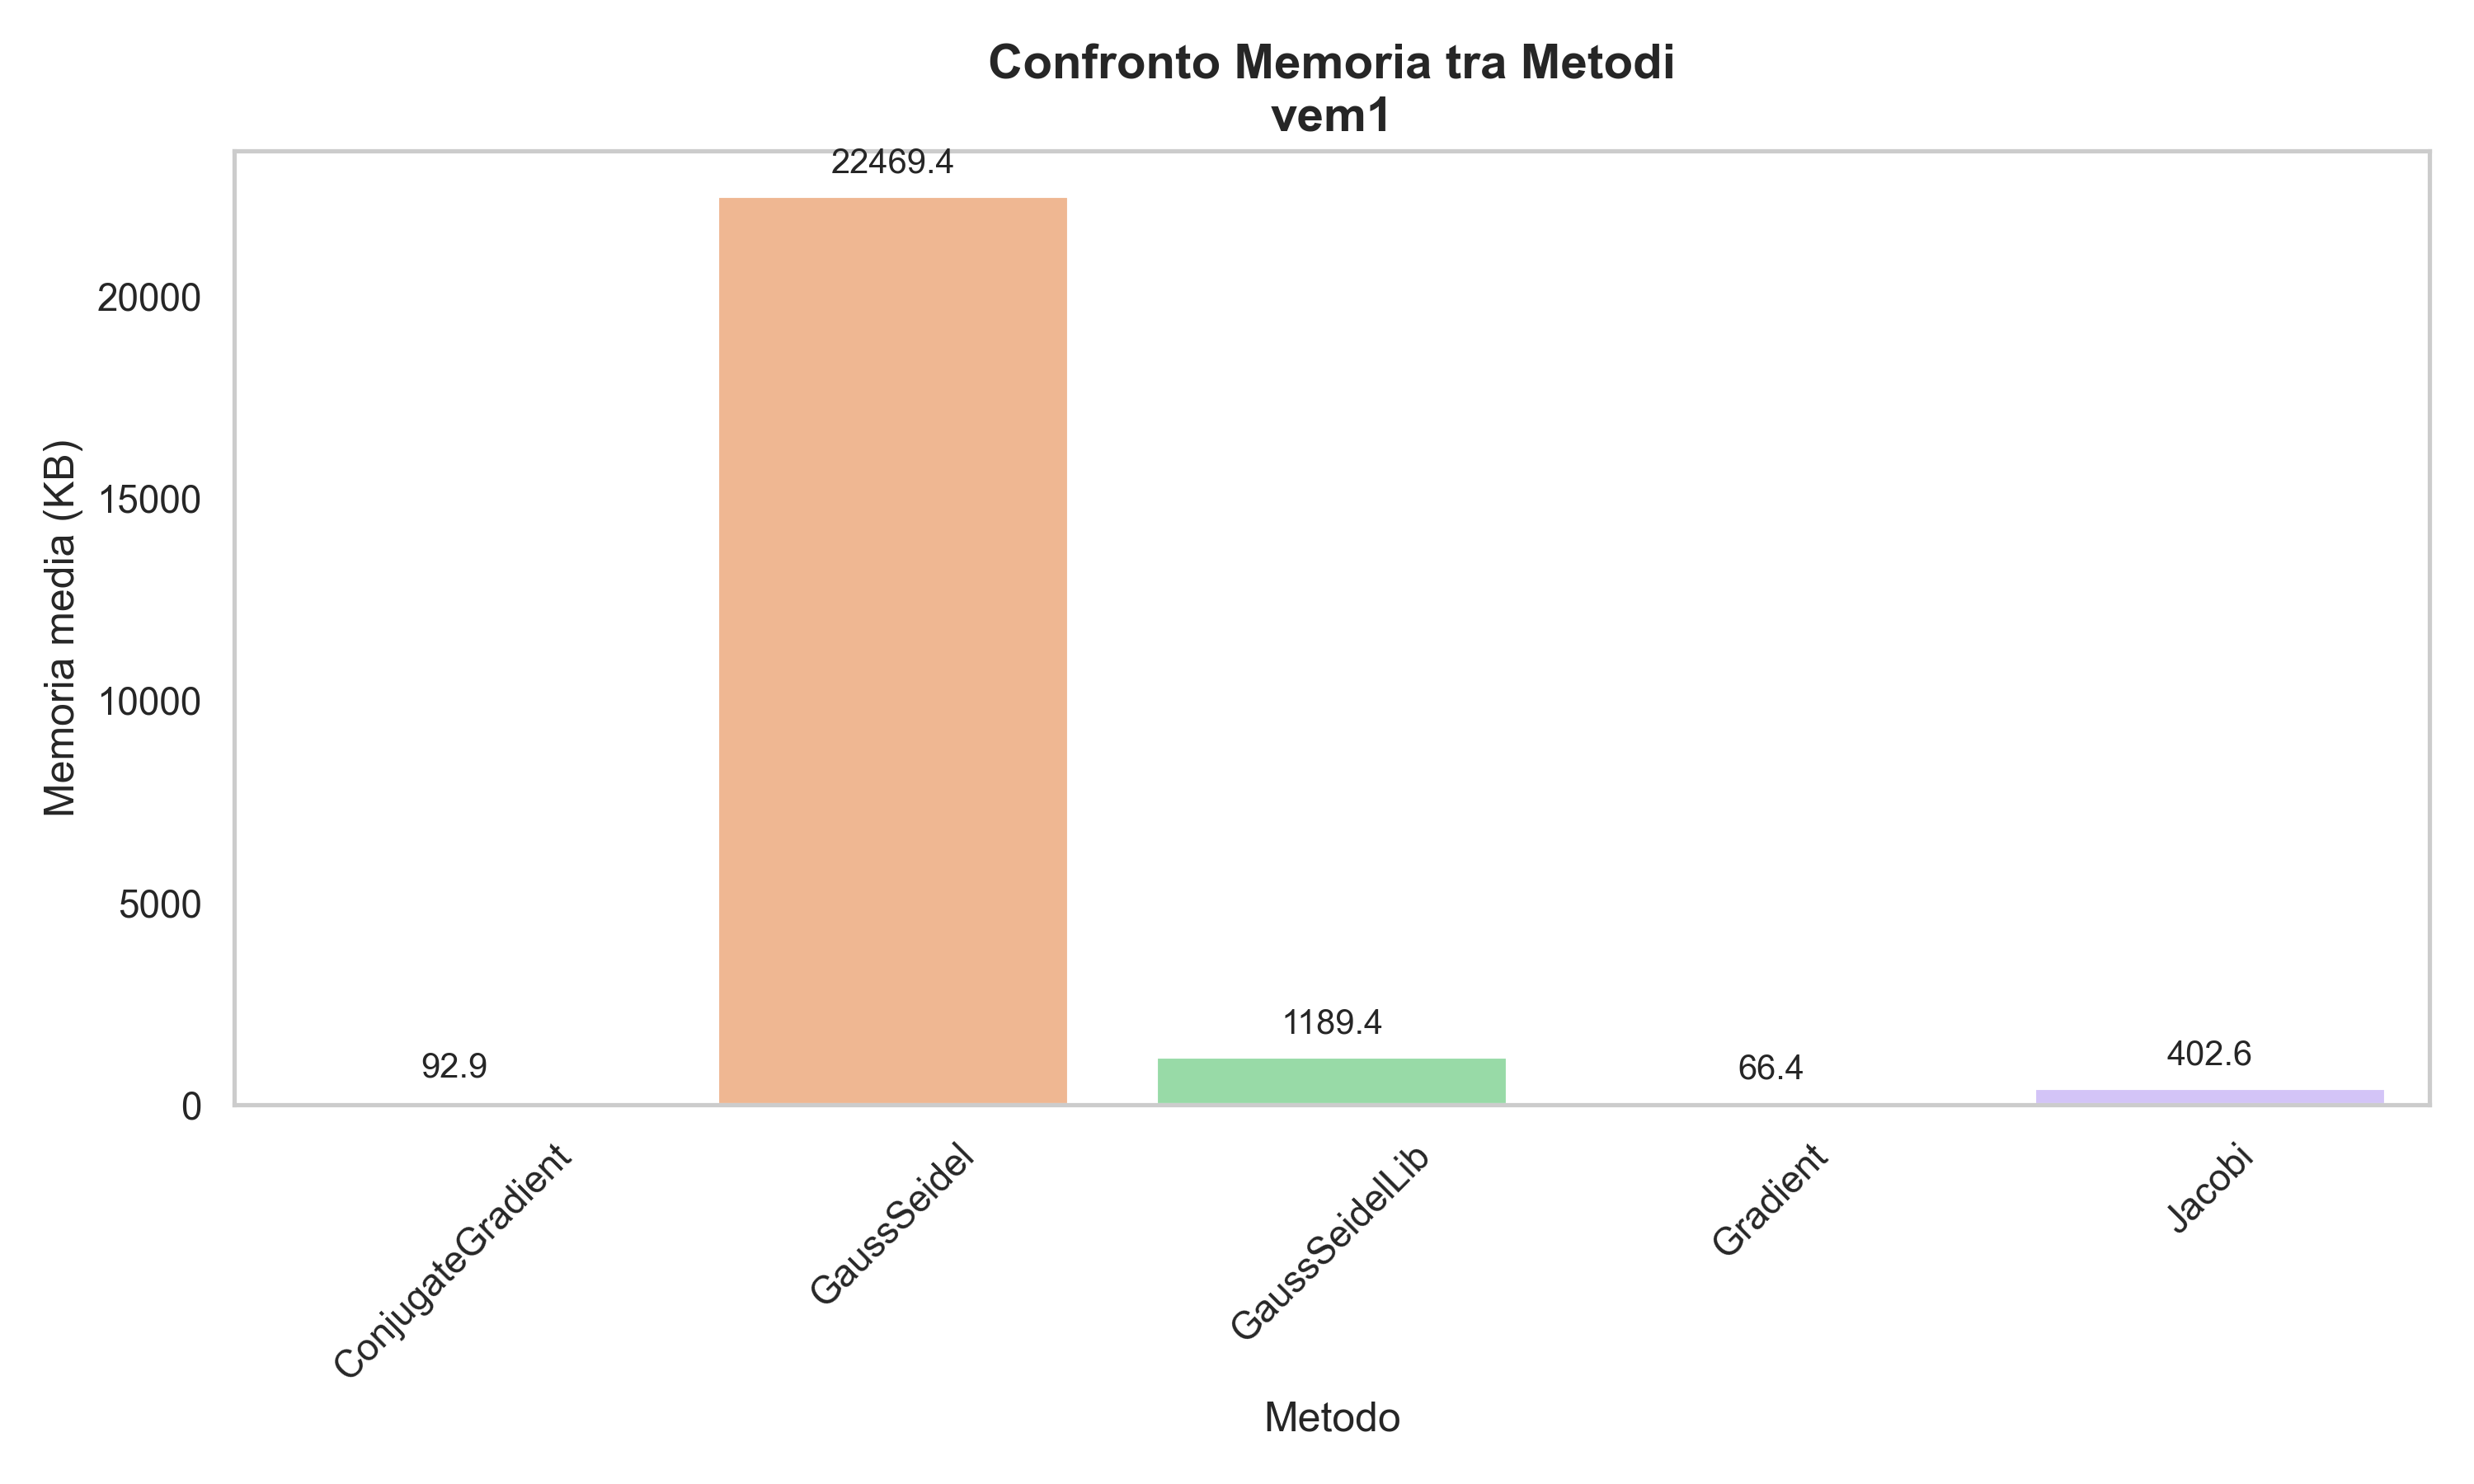 Confronto Memoria tra Metodi
vem1
Memoria media (KB)
20000
15000
10000
5000
0
92.9
22469.4
1189.4
66.4
402.6
ConjugateGradient
GaussSeidel
GaussSeidelLib
Gradient
Jacobi
Metodo